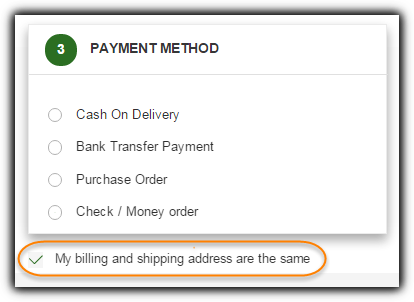 3 PAYMENT METHOD
Cash On Delivery
Bank Transfer Payment
Purchase Order
Check / Money order
My billing and shipping address are the same